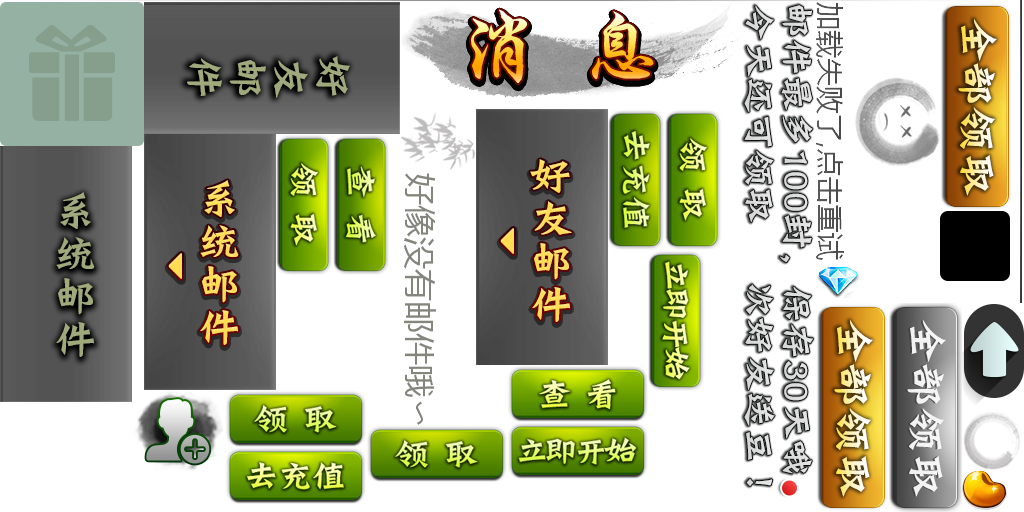 好友邮件
消息
系统邮件
系统邮件
领取
查看
好像没有邮件哦～
好友邮件
去充值
领取
立即开始
加载失败了,点击重试
邮件最多100封，保存30天哦
今天还可领取
次好友送豆！
全部领取
全部领取
全部领取
领取
去充值
领取
查看
立即开始